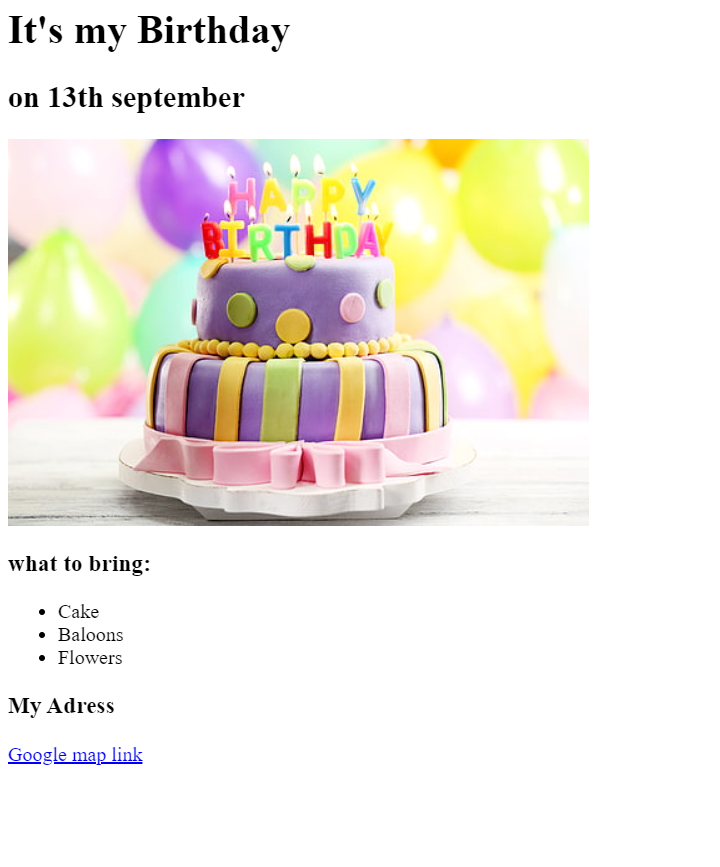 It's my Birthday
on 13th september
HAPPY
BIRTHDAY
what to bring:
Cake
Baloons
Flowers
My Adress
Google map link